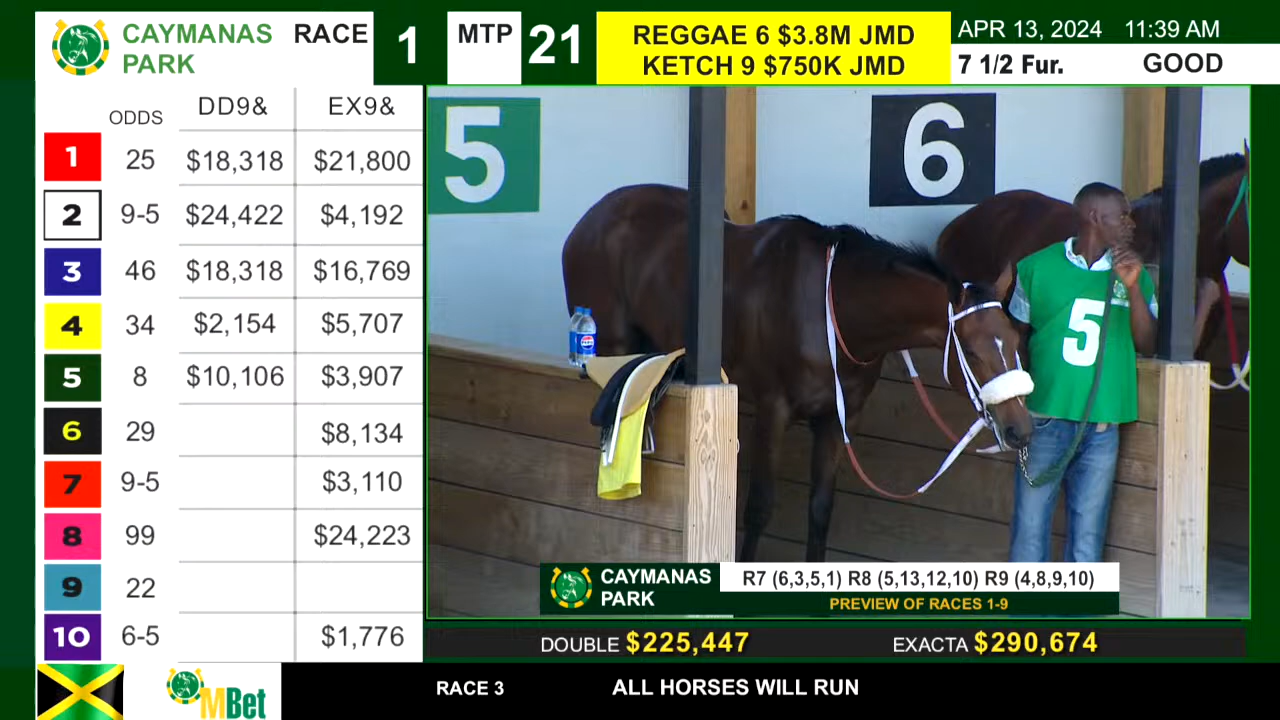 CAYMANAS
PARK
RACE 1
MTP 21
REGGAE 6 $3.8M JMD
KETCH 9 $750K JMD
APR 13, 2024 11:39 AM
7 1/2 Fur. GOOD
ODDS DD9& EX9&
1 25 $18,318 $21,800
2 9-5 $24,422 $4,192
3 46 $18,318 $16,769
4 34 $2,154 $5,707
5 8 $10,106 $3,907
6 29 $8,134
7 9-5 $3,110
8 99 $24,223
9 22
10 6-5 $1,776
5
6
5
pepsi
CAYMANAS
PARK
R7 (6,3,5,1) R8 (5,13,12,10) R9 (4,8,9,10)
PREVIEW OF RACES 1-9
DOUBLE $225,447 EXACTA $290,674
MBet
RACE 3 ALL HORSES WILL RUN